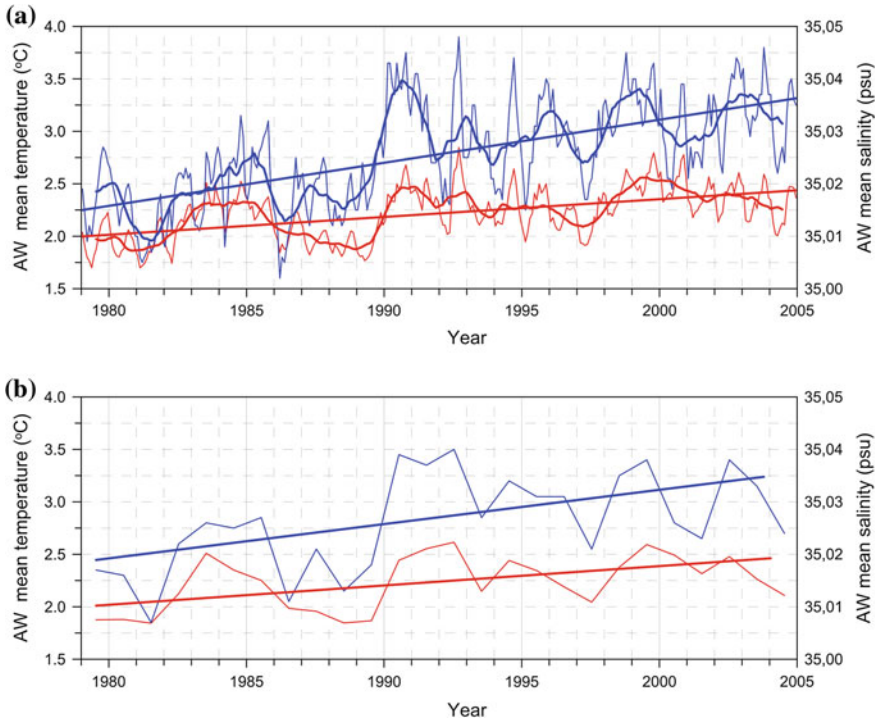 (a)
AW mean temperature (°C)
4.0
3.5
3.0
2.5
2.0
1.5
35,05
35,04
35,03
35,02
35,01
35,00
AW mean salinity (psu)
1980 1985 1990 1995 2000 2005
Year
(b)
AW mean temperature (°C)
4.0
3.5
3.0
2.5
2.0
1.5
35,05
35,04
35,03
35,02
35,01
35,00
AW mean salinity (psu)
1980 1985 1990 1995 2000 2005
Year